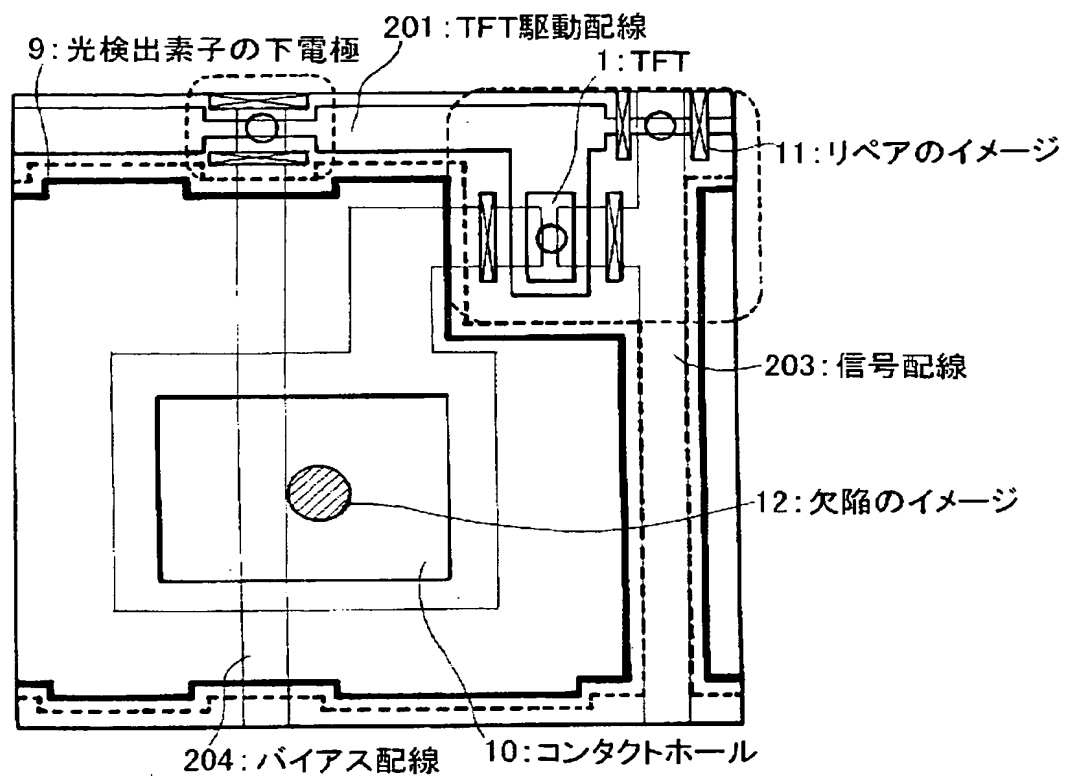 201:TFT駆動配線
9:光検出素子の下電極
1:TFT
11:リペアのイメージ
203:信号配線
12:欠陥のイメージ
204:バイアス配線
10:コンタクトホール